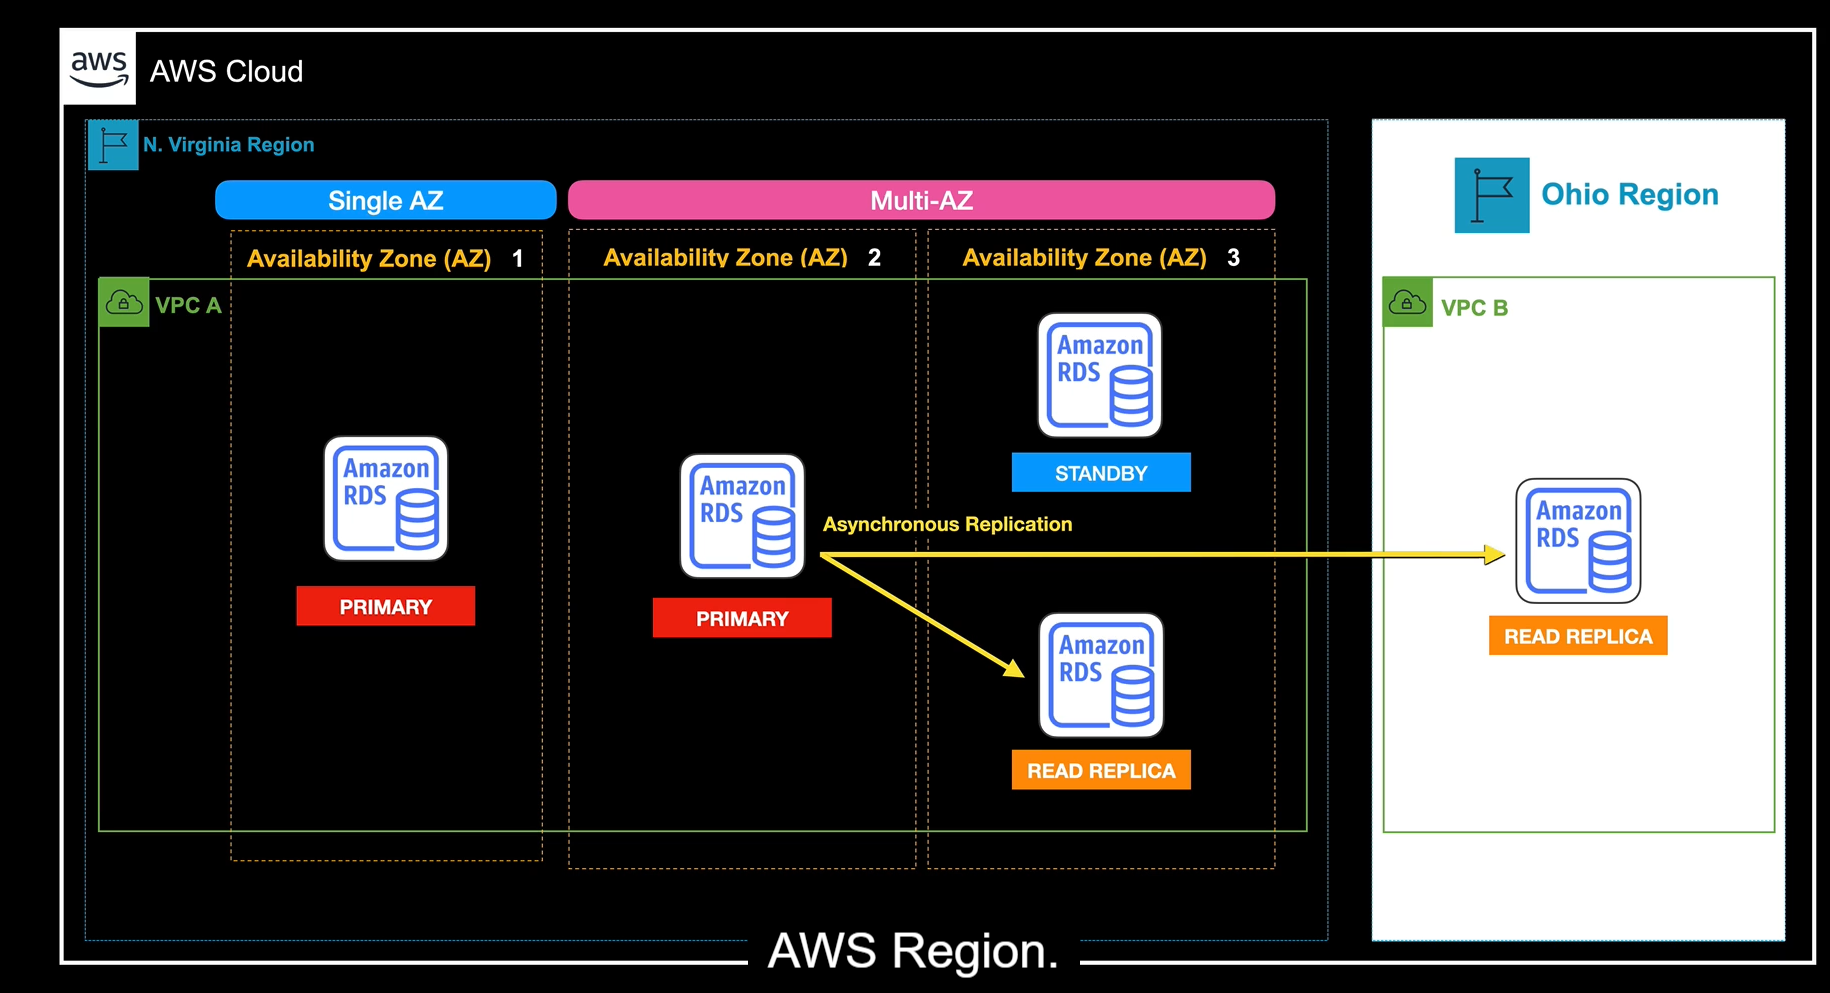 aws
AWS Cloud
N. Virginia Region
Single AZ
Multi-AZ
Ohio Region
Availability Zone (AZ) 1
Availability Zone (AZ) 2
Availability Zone (AZ) 3
VPC A
VPC B
Amazon
RDS
STANDBY
Amazon
RDS
PRIMARY
Amazon
RDS
PRIMARY
Asynchronous Replication
Amazon
RDS
READ REPLICA
Amazon
RDS
READ REPLICA
AWS Region.